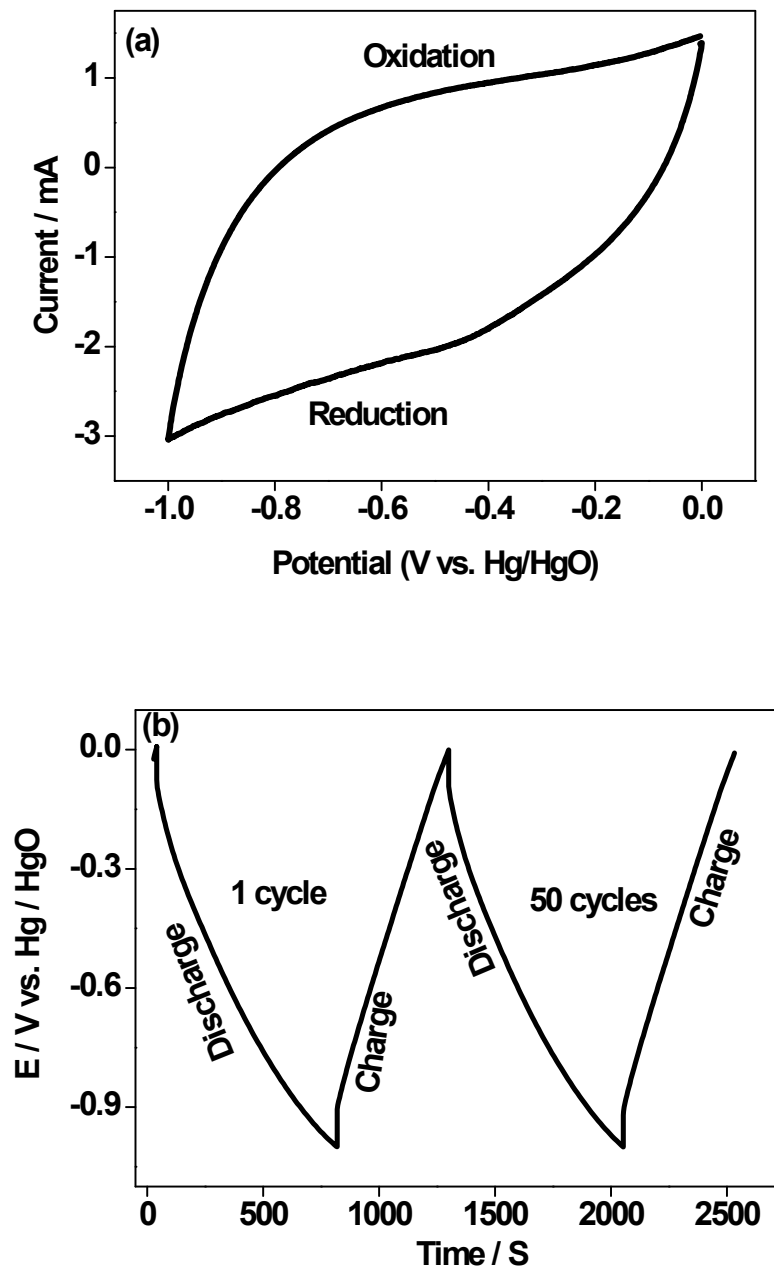 (a)
Oxidation
1
0
-1
-2
-3
Current / mA
Reduction
-1.0 -0.8 -0.6 -0.4 -0.2 0.0
Potential (V vs. Hg/HgO)
(b)
0.0
-0.3
-0.6
-0.9
E / V vs. Hg / HgO
Discharge
1 cycle
Charge
Discharge
50 cycles
Charge
0 500 1000 1500 2000 2500
Time / S